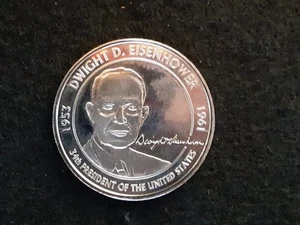 DWIGHT D. EISENHOWER
1953
1961
Dwight D Eisenhower
34th PRESIDENT OF THE UNITED STATES